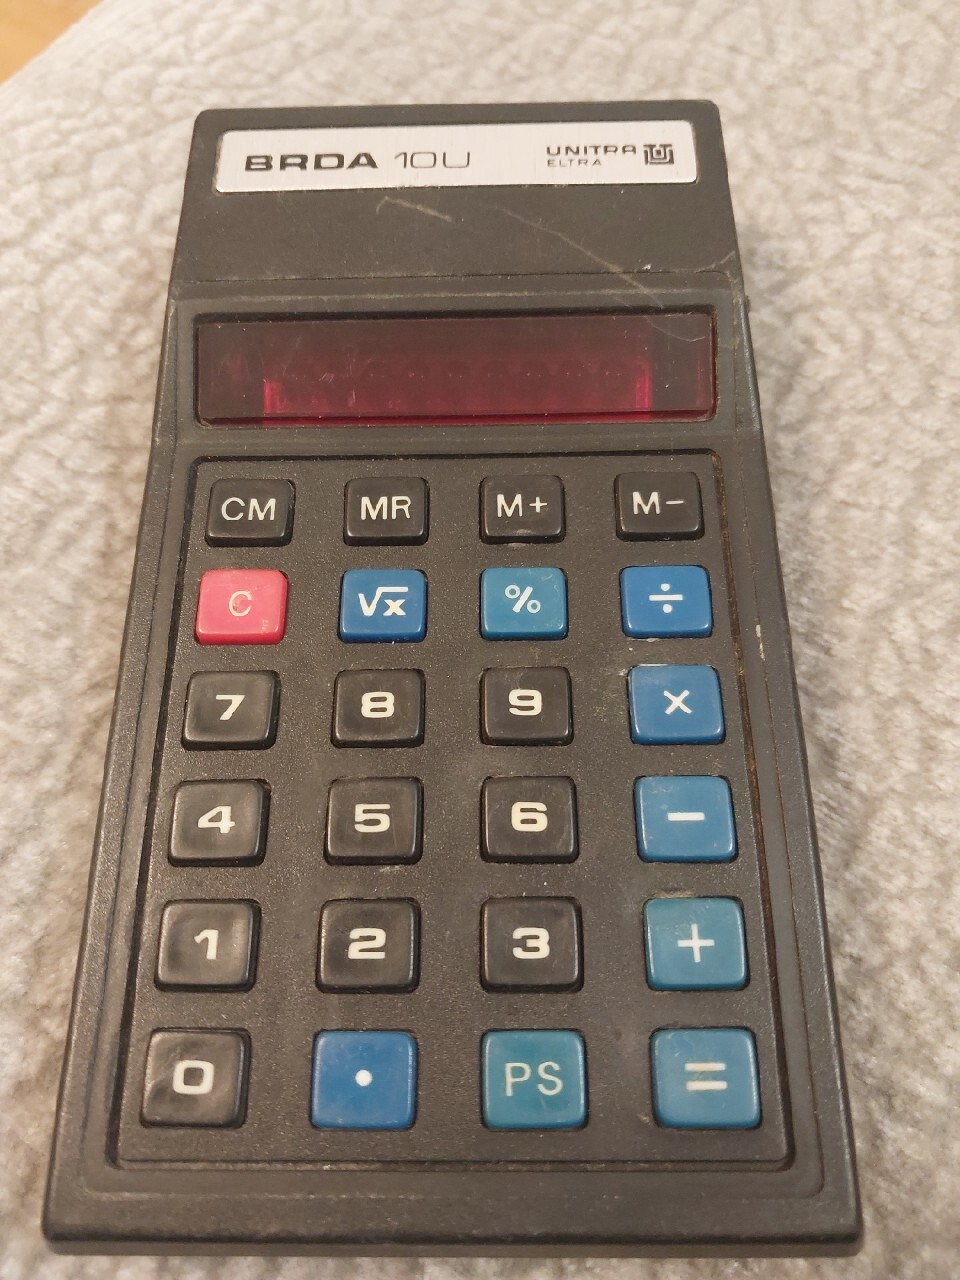 BRDA 10U
UNITRA
ELTRA
CM MR M+ M-
C √x % ÷
7 8 9 x
4 5 6 -
1 2 3 +
0 . PS =